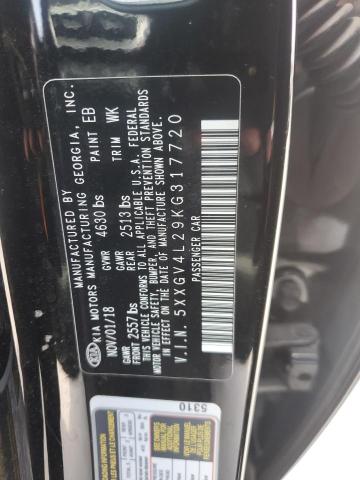 KIA
MANUFACTURED BY
KIA MOTORS MANUFACTURING GEORGIA, INC.
NOV/01/18 GVWR 4630 lbs PAINT EB
GAWR FROM 2557 lbs GAWR REAR 2513 lbs TRIM WK
THIS VEHICLE CONFORMS TO ALL APPLICABLE U.S.A. FEDERAL
MOTOR VEHICLE SAFETY, BUMPER, AND THEFT PREVENTION
STANDARDS IN EFFECT ON THE DATE OF MANUFACTURE SHOWN ABOVE.
V.I.N. 5XXGV4L29KG317720
PASSENGER CAR
5310